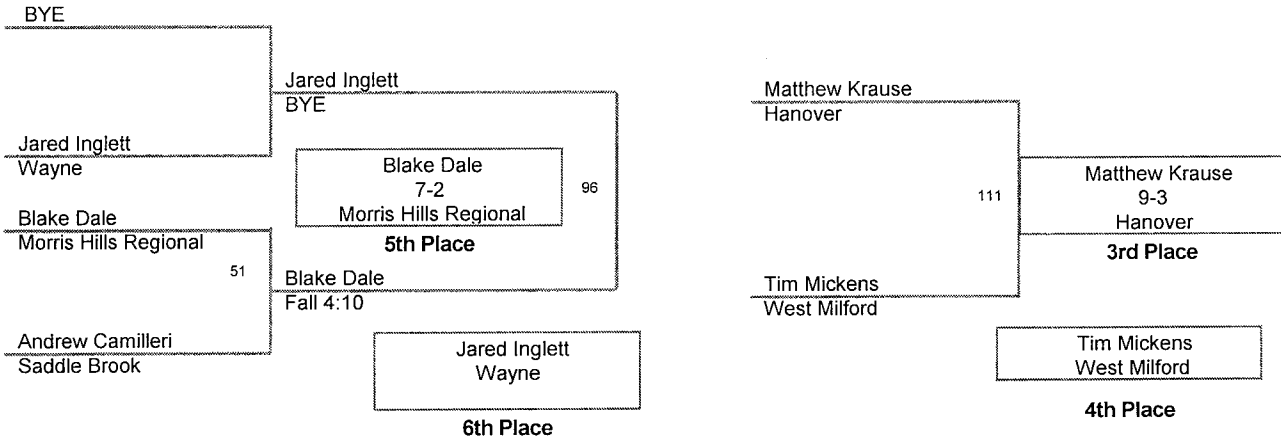 BYE
Jared Inglett
BYE
Jared Inglett
Wayne
Blake Dale
7-2
Morris Hills Regional
5th Place
96
Blake Dale
Morris Hills Regional
51
Blake Dale
Fall 4:10
Andrew Camilleri
Saddle Brook
Jared Inglett
Wayne
6th Place
Matthew Krause
Hanover
111
Matthew Krause
9-3
Hanover
3rd Place
Tim Mickens
West Milford
Tim Mickens
West Milford
4th Place